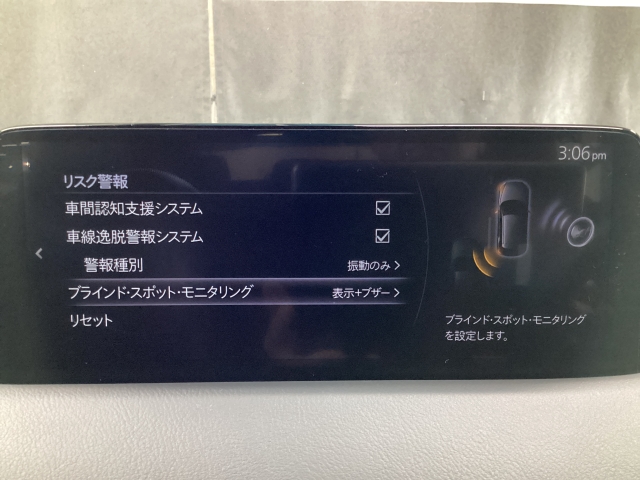 3:06pm
リスク警報
車間認知支援システム
車線逸脱警報システム
警報種別 振動のみ
ブラインド・スポット・モニタリング 表示+ブザー
リセット
ブラインド・スポット・モニタリング
を設定します。